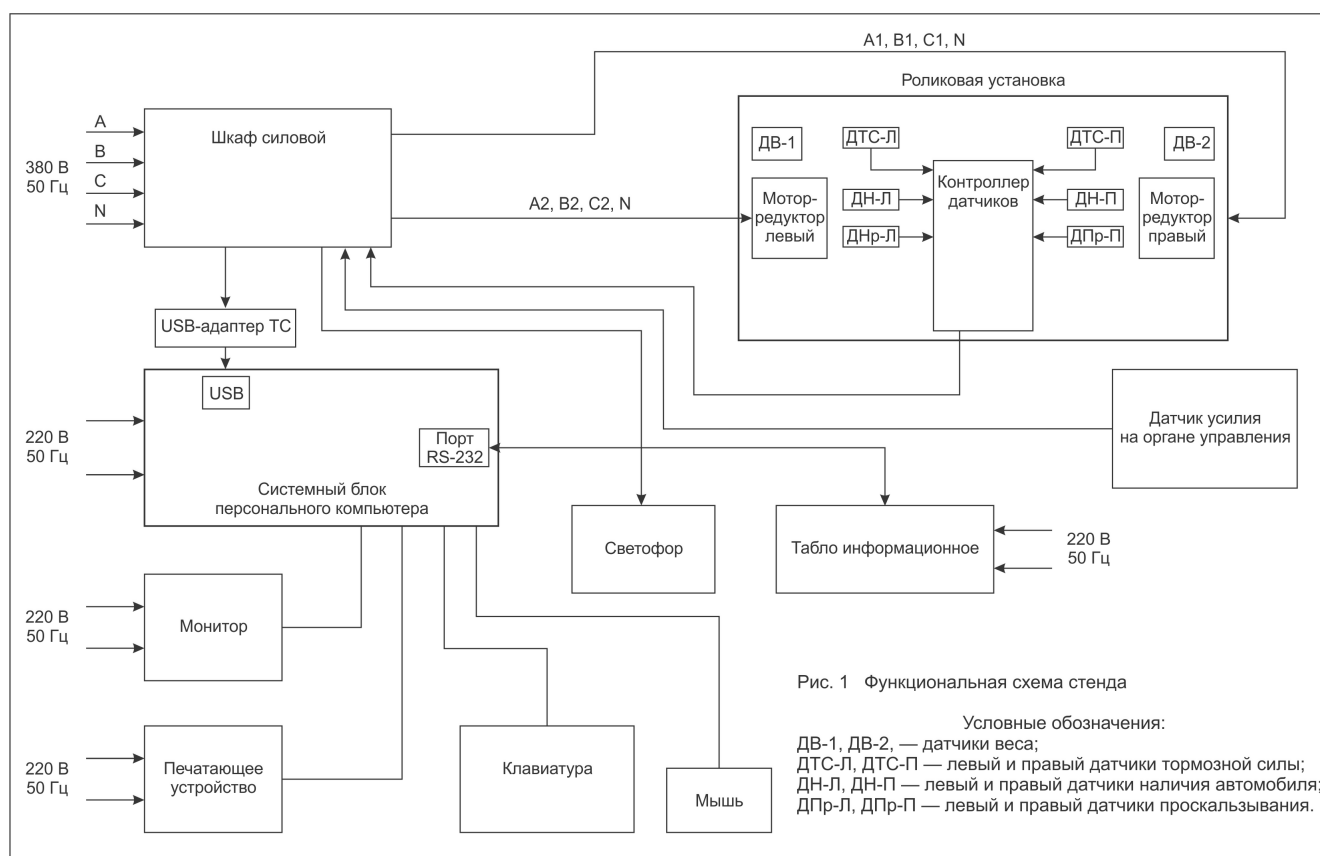 A1, B1, C1, N
Роликовая установка
A
B
C
N
380 В
50 Гц
Шкаф силовой
A2, B2, C2, N
ДВ-1
ДТС-Л
ДТС-П
ДВ-2
Мотор-
редуктор
левый
ДН-Л
ДНр-Л
Контроллер
датчиков
ДН-П
ДПр-П
Мотор-
редуктор
правый
USB-адаптер ТС
USB
220 В
50 Гц
Порт
RS-232
Системный блок
персонального компьютера
Датчик усилия
на органе управления
Светофор
Табло информационное
220 В
50 Гц
220 В
50 Гц
Монитор
220 В
50 Гц
Печатающее
устройство
Клавиатура
Мышь
Рис. 1 Функциональная схема стенда
Условные обозначения:
ДВ-1, ДВ-2, — датчики веса;
ДТС-Л, ДТС-П — левый и правый датчики тормозной силы;
ДН-Л, ДН-П — левый и правый датчики наличия автомобиля;
ДПр-Л, ДПр-П — левый и правый датчики проскальзывания.